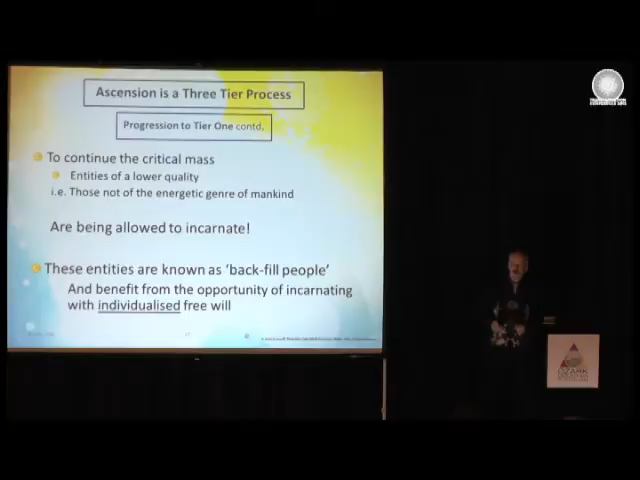 Ascension is a Three Tier Process
Progression to Tier One contd,
To continue the critical mass
Entities of a lower quality
i.e. Those not of the energetic genre of mankind
Are being allowed to incarnate!
These entities are known as 'back-fill people'
And benefit from the opportunity of incarnating
with individualised free will
OZARK